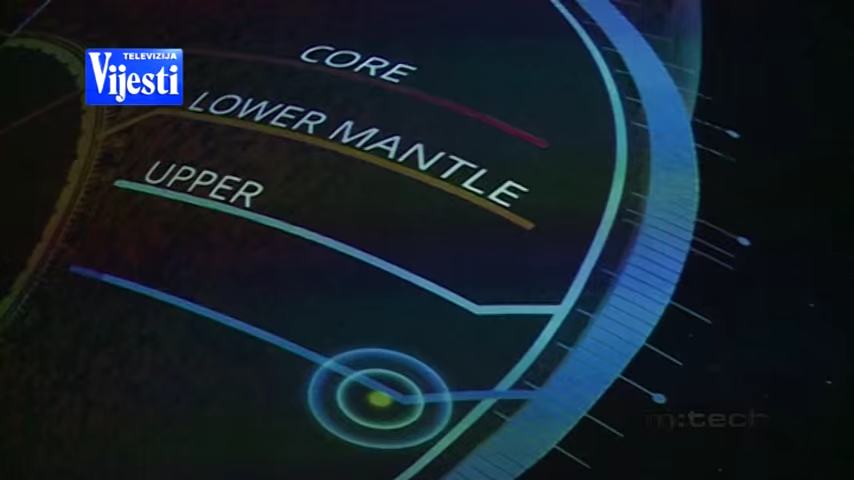 TELEVIZIJA
Vijesti
CORE
LOWER MANTLE
UPPER
m:tech